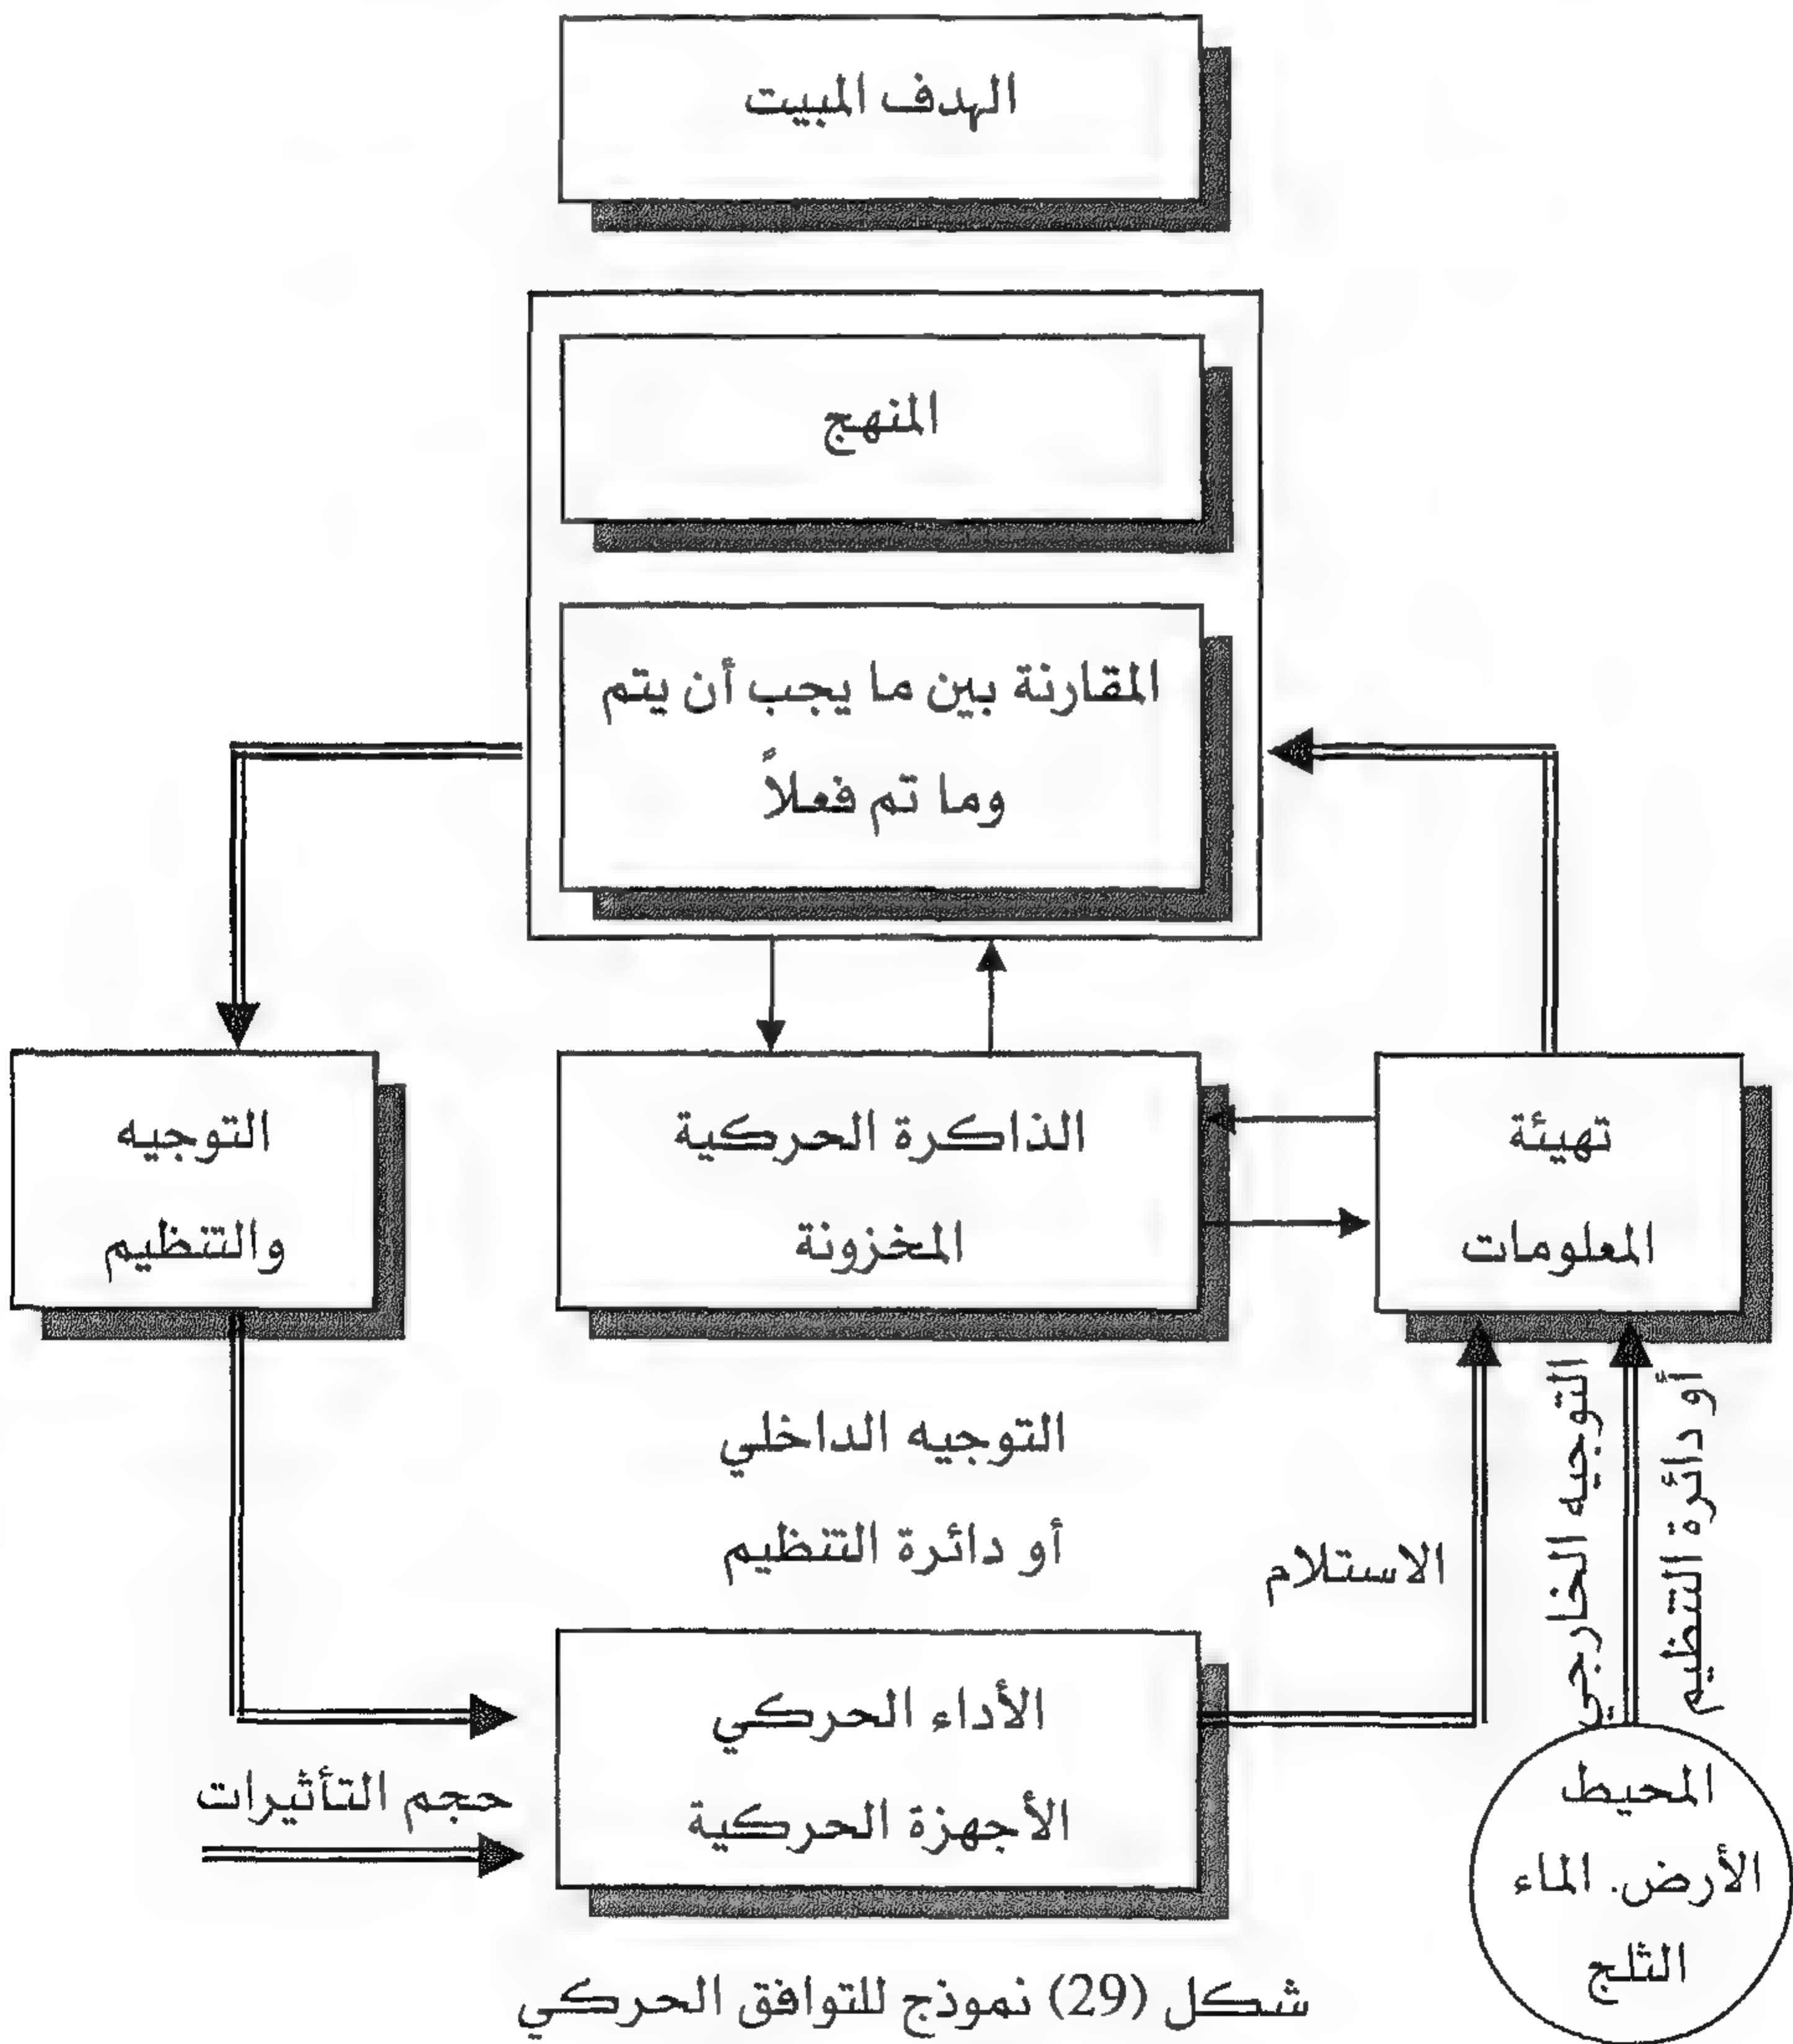 الهدف المبيت
المنهج
المقارنة بين ما يجب أن يتم
وما تم فعلاً
التوجيه
والتنظيم
الذاكرة الحركية
المخزونة
تهيئة
المعلومات
التوجيه الداخلي
أو دائرة التنظيم
الاستلام
التوجيه الخارجي
أو دائرة التنظيم
حجم التأثيرات
الأداء الحركي
الأجهزة الحركية
المحيط
الأرض. الماء
الثلج
شكل (29) نموذج للتوافق الحركي